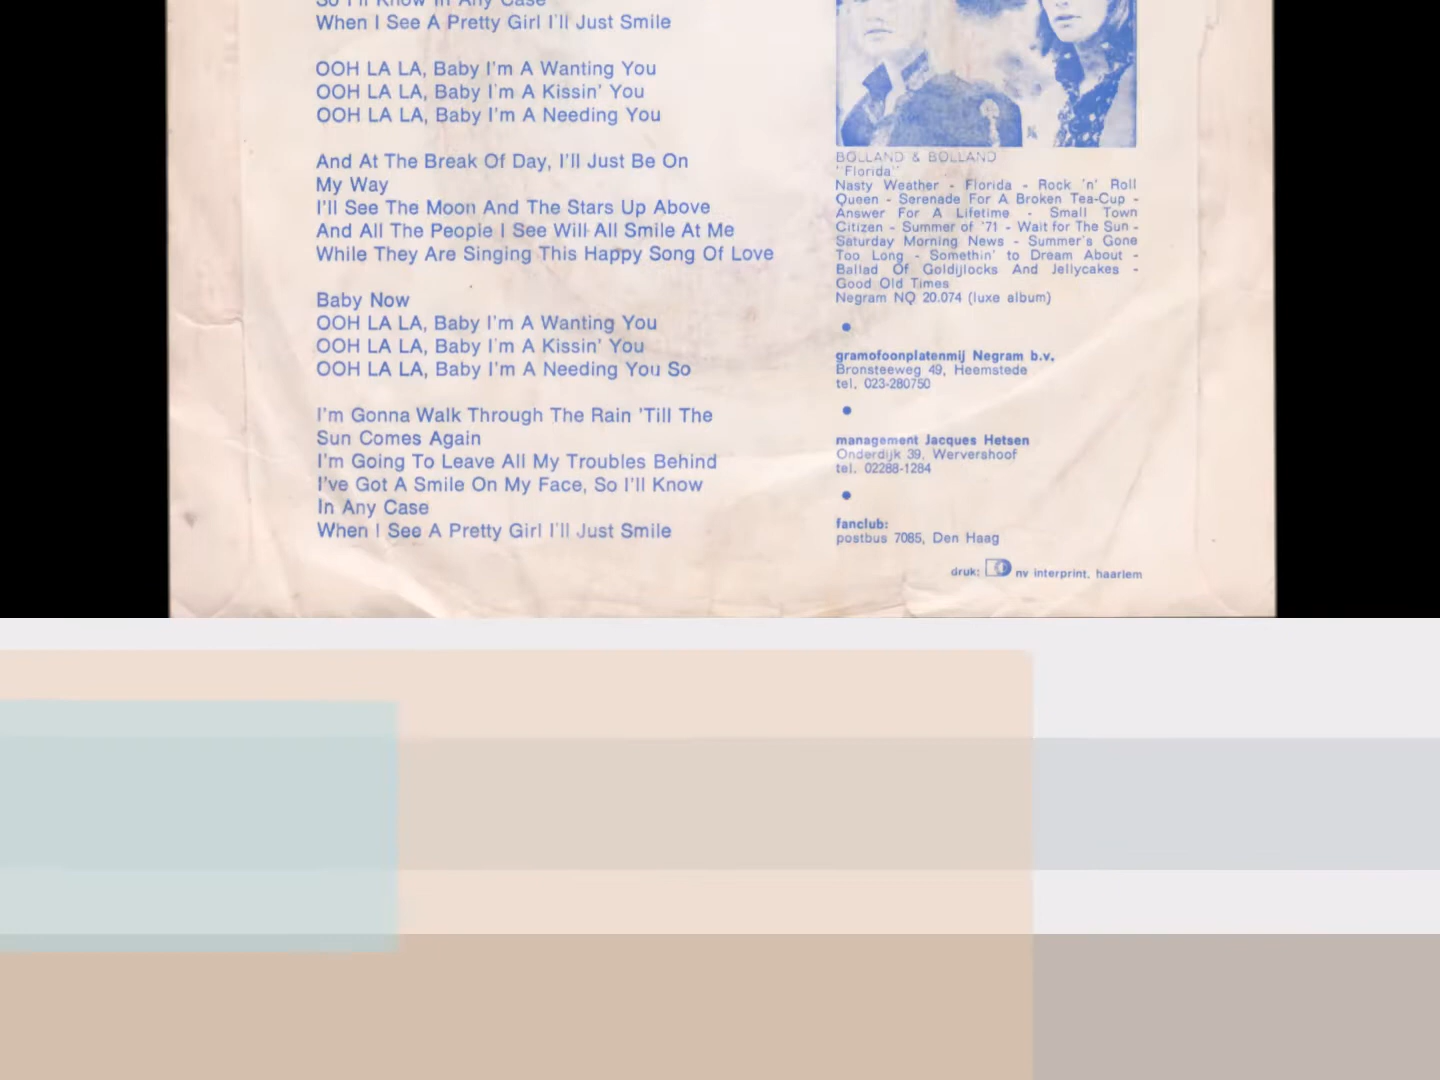 So I'll Know In Any Case
When I See A Pretty Girl I'll Just Smile
OOH LA LA, Baby I'm A Wanting You
OOH LA LA, Baby I'm A Kissin' You
OOH LA LA, Baby I'm A Needing You
And At The Break Of Day, I'll Just Be On
My Way
I'll See The Moon And The Stars Up Above
And All The People I See Will All Smile At Me
While They Are Singing This Happy Song Of Love
Baby Now
OOH LA LA, Baby I'm A Wanting You
OOH LA LA, Baby I'm A Kissin' You
OOH LA LA, Baby I'm A Needing You So
I'm Gonna Walk Through The Rain 'Till The
Sun Comes Again
I'm Going To Leave All My Troubles Behind
I've Got A Smile On My Face, So I'll Know
In Any Case
When I See A Pretty Girl I'll Just Smile
BOLLAND & BOLLAND
"Florida"
Nasty Weather - Florida - Rock 'n' Roll
Queen - Serenade For A Broken Tea-Cup -
Answer For A Lifetime - Small Town
Citizen - Summer of '71 - Wait for The Sun -
Saturday Morning News - Summer's Gone
Too Long - Somethin' to Dream About -
Ballad Of Goldijlocks And Jellycakes -
Good Old Times
Negram NQ 20.074 (luxe album)
gramofoonplatenmij Negram b.v.
Bronsteeweg 49, Heemstede
tel. 023-280750
management Jacques Hetsen
Onderdijk 39, Wervershoof
tel. 02288-1284
fanclub:
postbus 7085, Den Haag
druk: nv interprint, haarlem